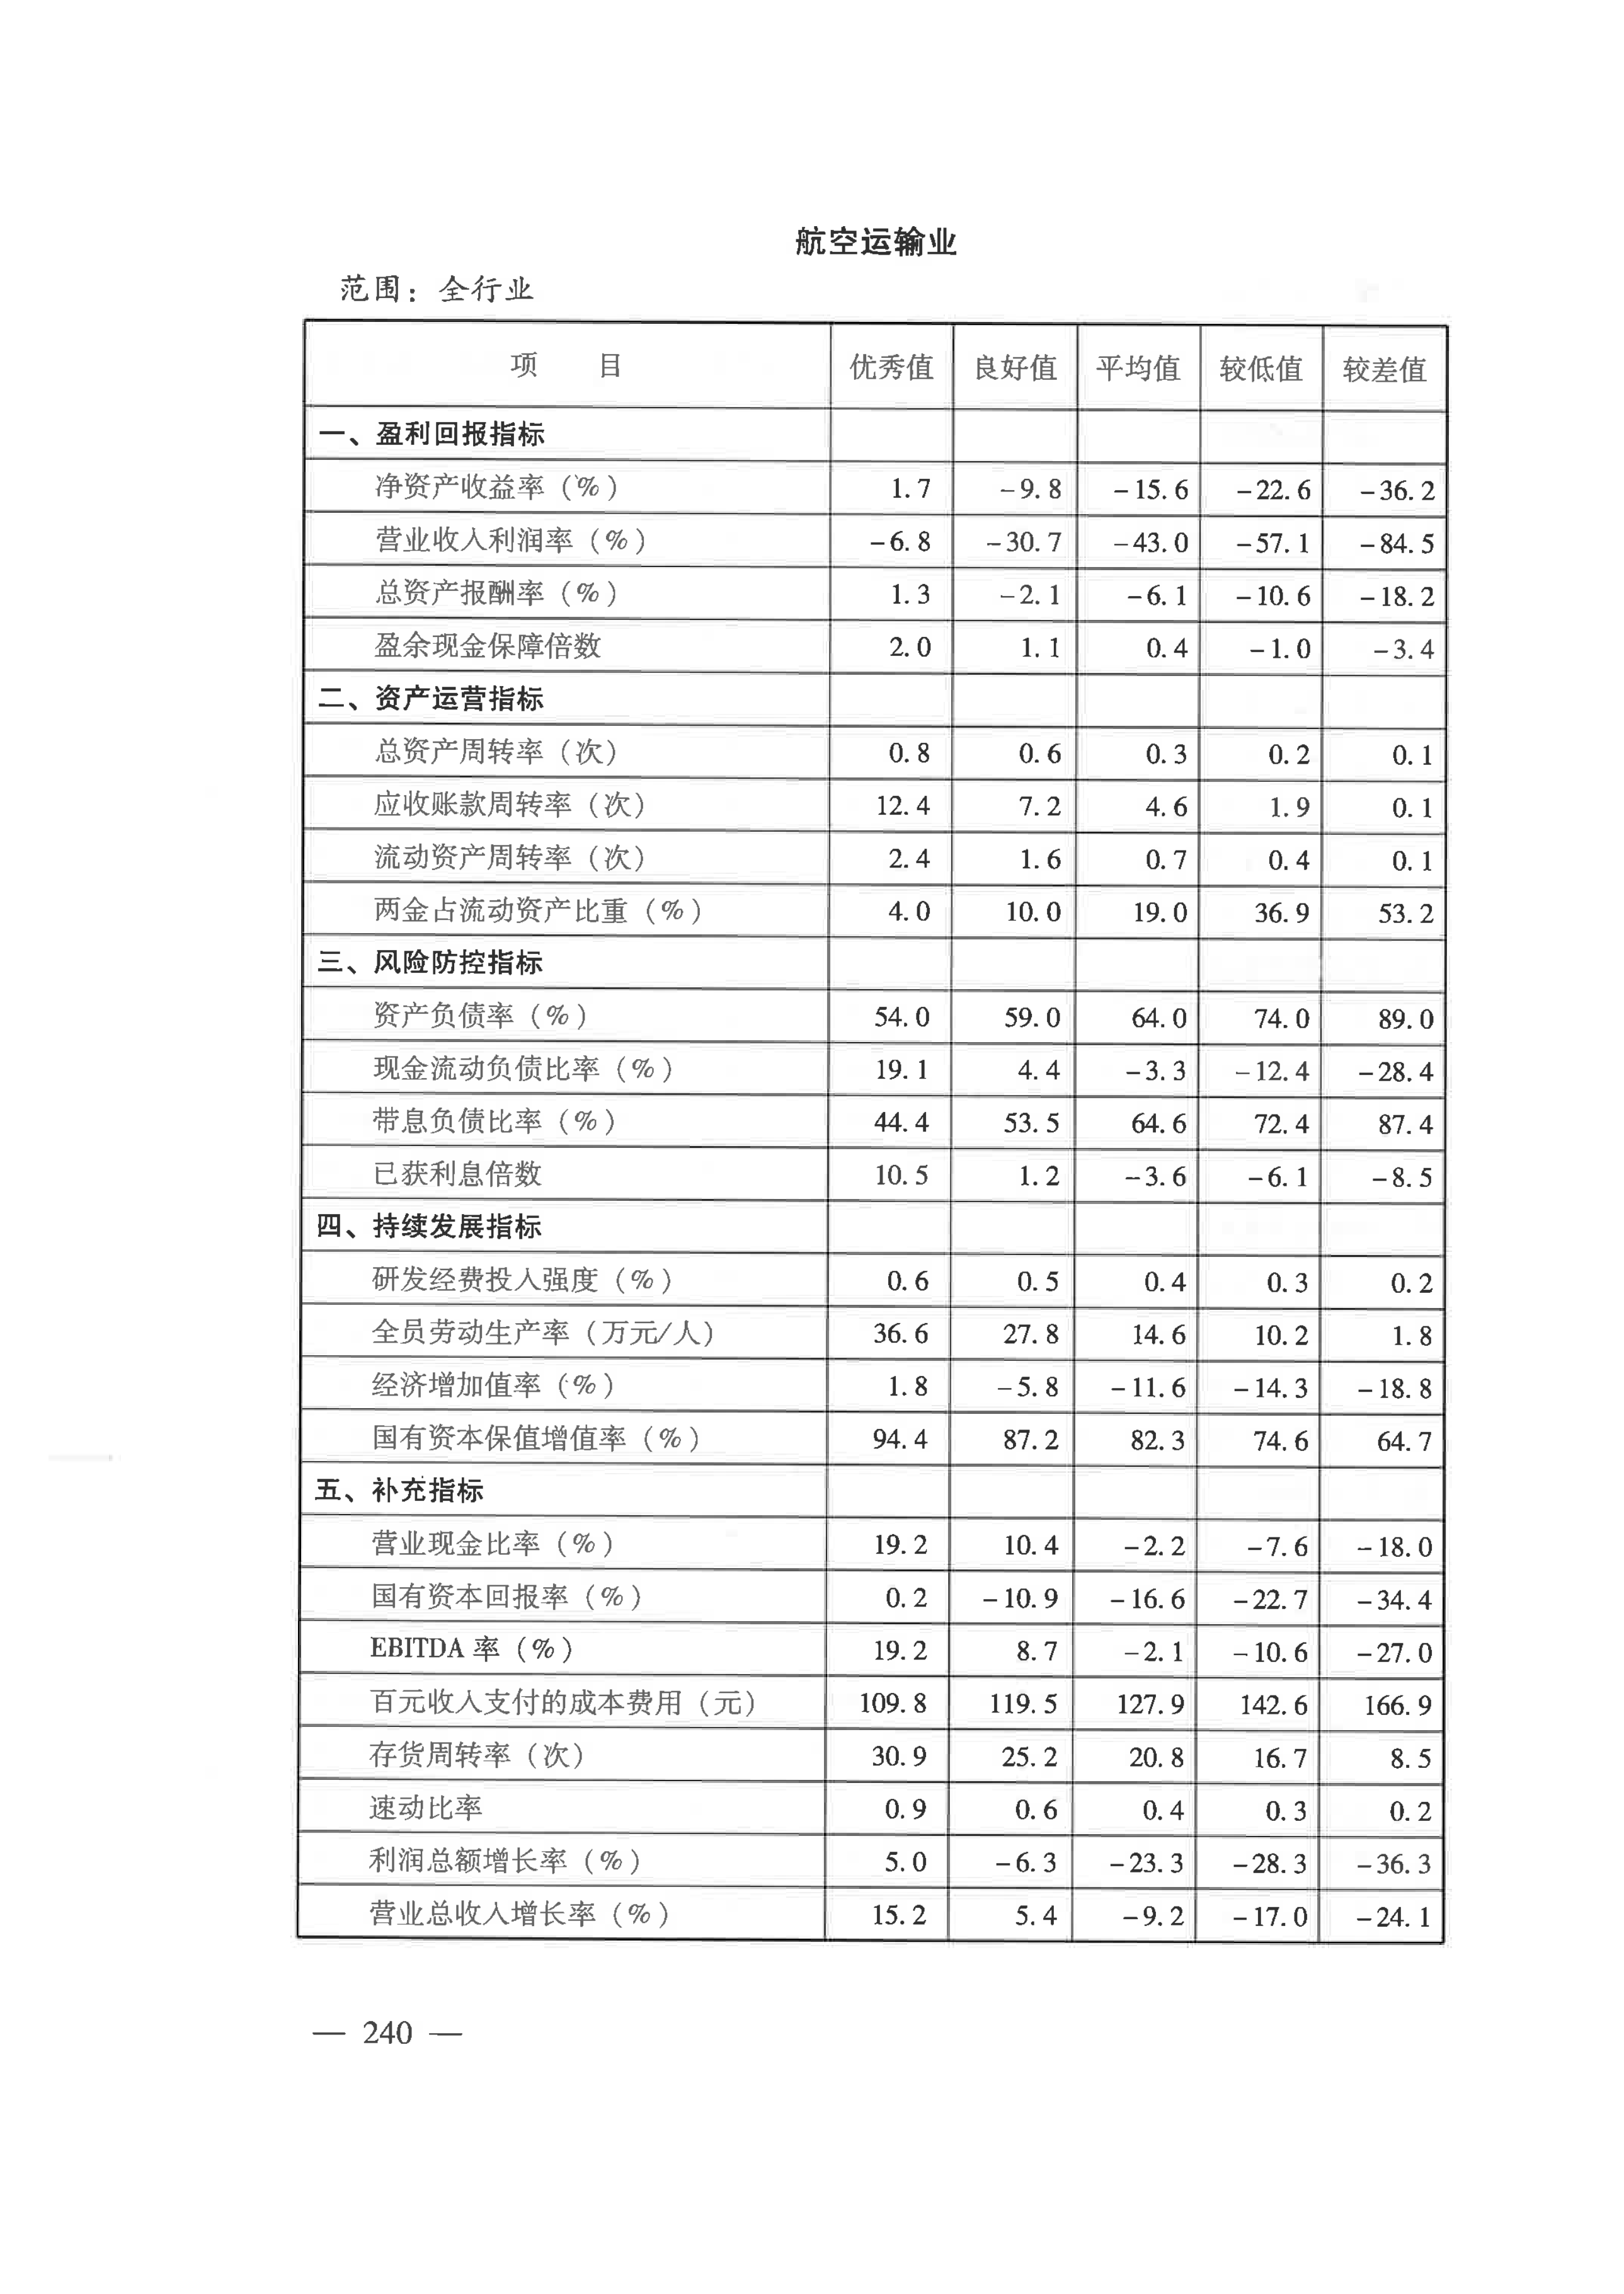 航空运输业
范围：全行业
项 目 优秀值 良好值 平均值 较低值 较差值
一、盈利回报指标
净资产收益率（%） 1.7 -9.8 -15.6 -22.6 -36.2
营业收入利润率（%） -6.8 -30.7 -43.0 -57.1 -84.5
总资产报酬率（%） 1.3 -2.1 -6.1 -10.6 -18.2
盈余现金保障倍数 2.0 1.1 0.4 -1.0 -3.4
二、资产运营指标
总资产周转率（次） 0.8 0.6 0.3 0.2 0.1
应收账款周转率（次） 12.4 7.2 4.6 1.9 0.1
流动资产周转率（次） 2.4 1.6 0.7 0.4 0.1
两金占流动资产比重（%） 4.0 10.0 19.0 36.9 53.2
三、风险防控指标
资产负债率（%） 54.0 59.0 64.0 74.0 89.0
现金流动负债比率（%） 19.1 4.4 -3.3 -12.4 -28.4
带息负债比率（%） 44.4 53.5 64.6 72.4 87.4
已获利息倍数 10.5 1.2 -3.6 -6.1 -8.5
四、持续发展指标
研发经费投入强度（%） 0.6 0.5 0.4 0.3 0.2
全员劳动生产率（万元/人） 36.6 27.8 14.6 10.2 1.8
经济增加值率（%） 1.8 -5.8 -11.6 -14.3 -18.8
国有资本保值增值率（%） 94.4 87.2 82.3 74.6 64.7
五、补充指标
营业现金比率（%） 19.2 10.4 -2.2 -7.6 -18.0
国有资本回报率（%） 0.2 -10.9 -16.6 -22.7 -34.4
EBITDA 率（%） 19.2 8.7 -2.1 -10.6 -27.0
百元收入支付的成本费用（元） 109.8 119.5 127.9 142.6 166.9
存货周转率（次） 30.9 25.2 20.8 16.7 8.5
速动比率 0.9 0.6 0.4 0.3 0.2
利润总额增长率（%） 5.0 -6.3 -23.3 -28.3 -36.3
营业总收入增长率（%） 15.2 5.4 -9.2 -17.0 -24.1
— 240 —